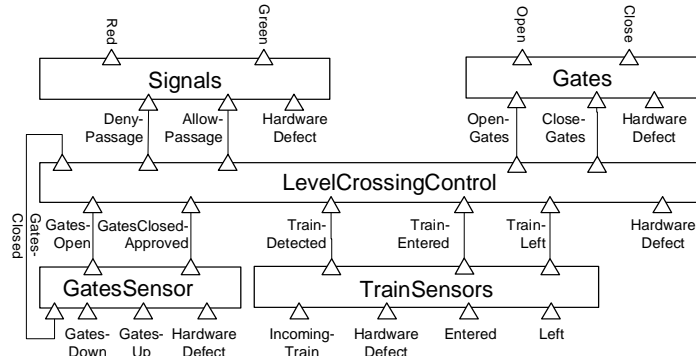 Red
Green
Open
Close
Signals
Gates
Deny-
Passage
Allow-
Passage
Hardware
Defect
Open-
Gates
Close-
Gates
Hardware
Defect
LevelCrossingControl
Gates-
Closed
Gates-
Open
GatesClosed-
Approved
Train-
Detected
Train-
Entered
Train-
Left
Hardware
Defect
GatesSensor
TrainSensors
Gates-
Down
Gates-
Up
Hardware
Defect
Incoming-
Train
Hardware
Defect
Entered
Left